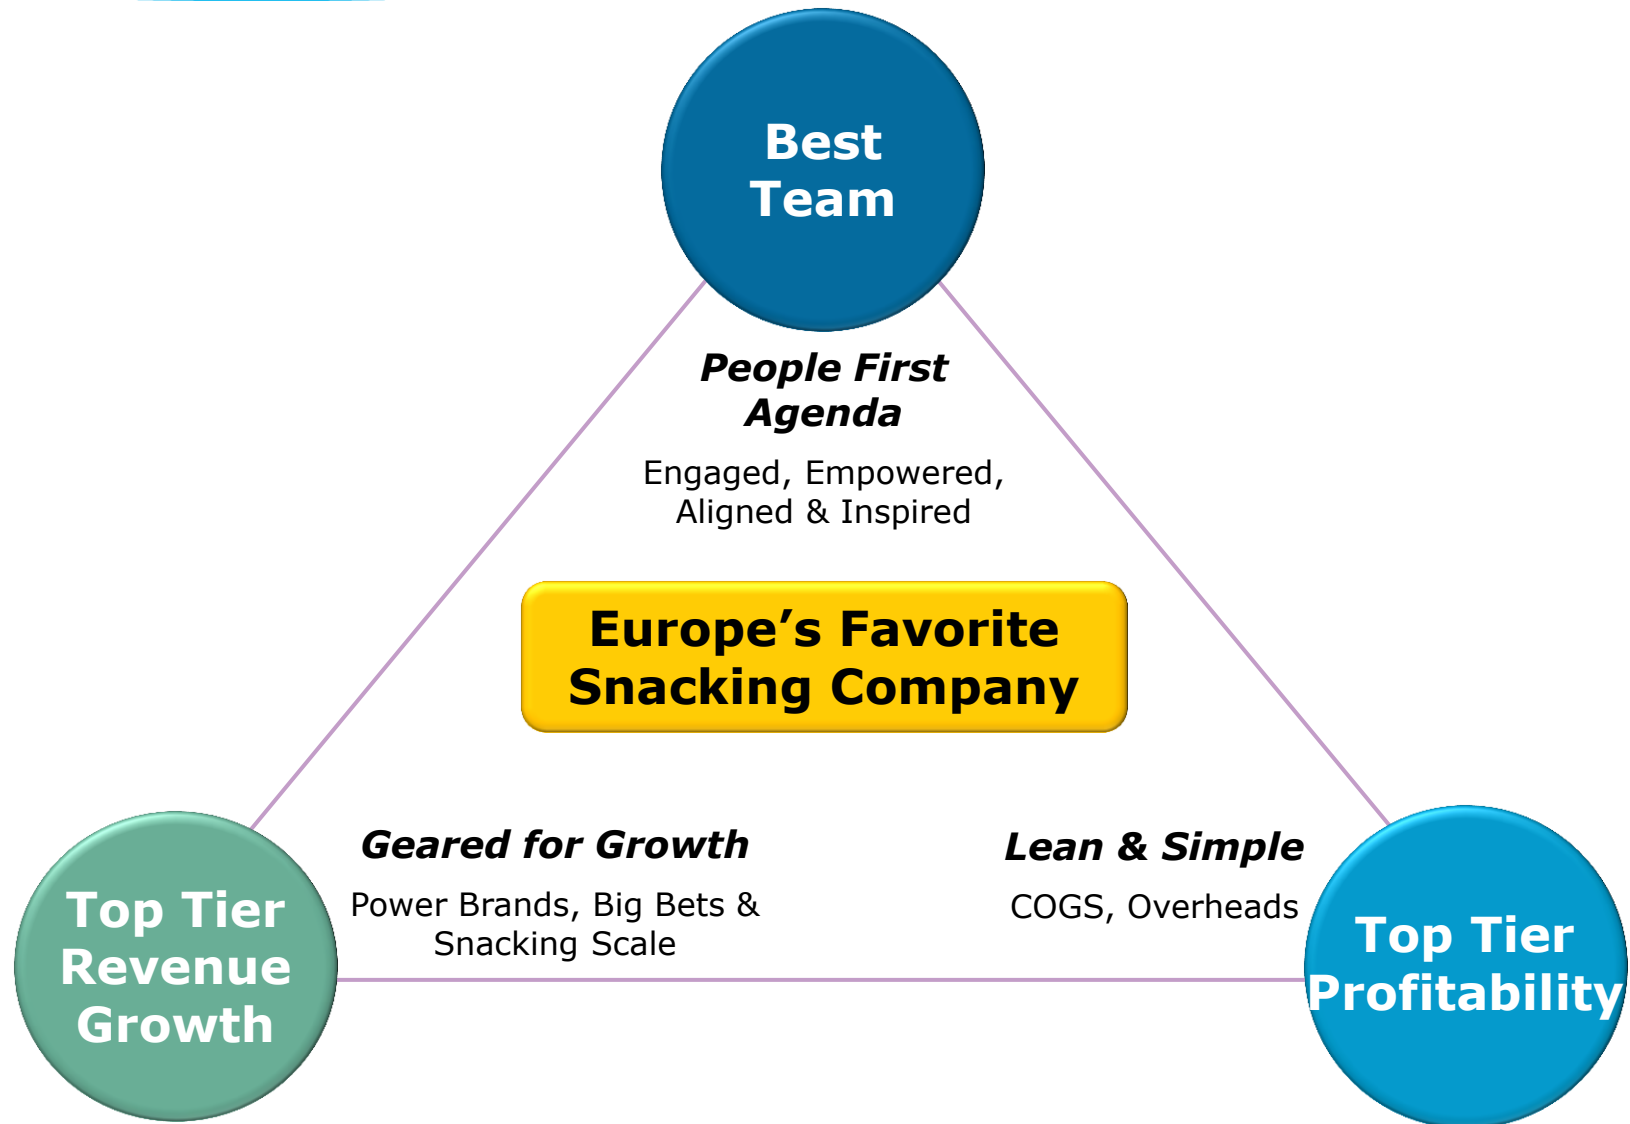 Best
Team
People First
Agenda
Engaged, Empowered,
Aligned & Inspired
Europe’s Favorite
Snacking Company
Geared for Growth
Power Brands, Big Bets &
Snacking Scale
Lean & Simple
COGS, Overheads
Top Tier
Revenue
Growth
Top Tier
Profitability